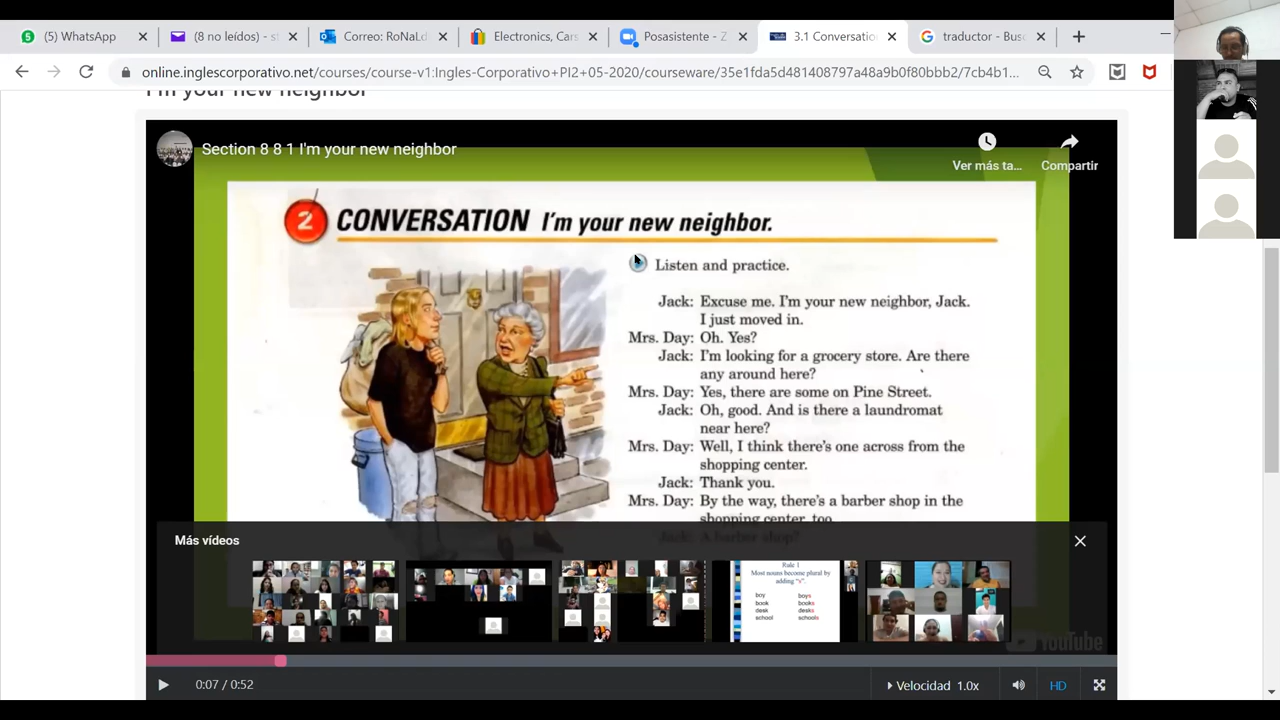 (5) WhatsApp
(8 no leídos) - s
Correo: RoNaLd
Electronics, Cars
Posasistente - Z
3.1 Conversatio
traductor - Bus
online.inglescorporativo.net/courses/course-v1:Ingles-Corporativo+PI2+05-2020/courseware/35e1fda5d481408797a48a9b0f80bbb2/7cb4b1...
I'm your new neighbor
Section 8 8 1 I'm your new neighbor
Ver más ta...
Compartir
2 CONVERSATION I'm your new neighbor.
Listen and practice.
Jack: Excuse me. I'm your new neighbor, Jack.
I just moved in.
Mrs. Day: Oh. Yes?
Jack: I'm looking for a grocery store. Are there
any around here?
Mrs. Day: Yes, there are some on Pine Street.
Jack: Oh, good. And is there a laundromat
near here?
Mrs. Day: Well, I think there's one across from the
shopping center.
Jack: Thank you.
Mrs. Day: By the way, there's a barber shop in the
shopping center, too.
Jack: A barber shop?
Más vídeos
Rule 1
Most nouns become plural by
adding "s".
boy boys
book books
desk desks
school schools
YouTube
0:07 / 0:52
Velocidad 1.0x
HD